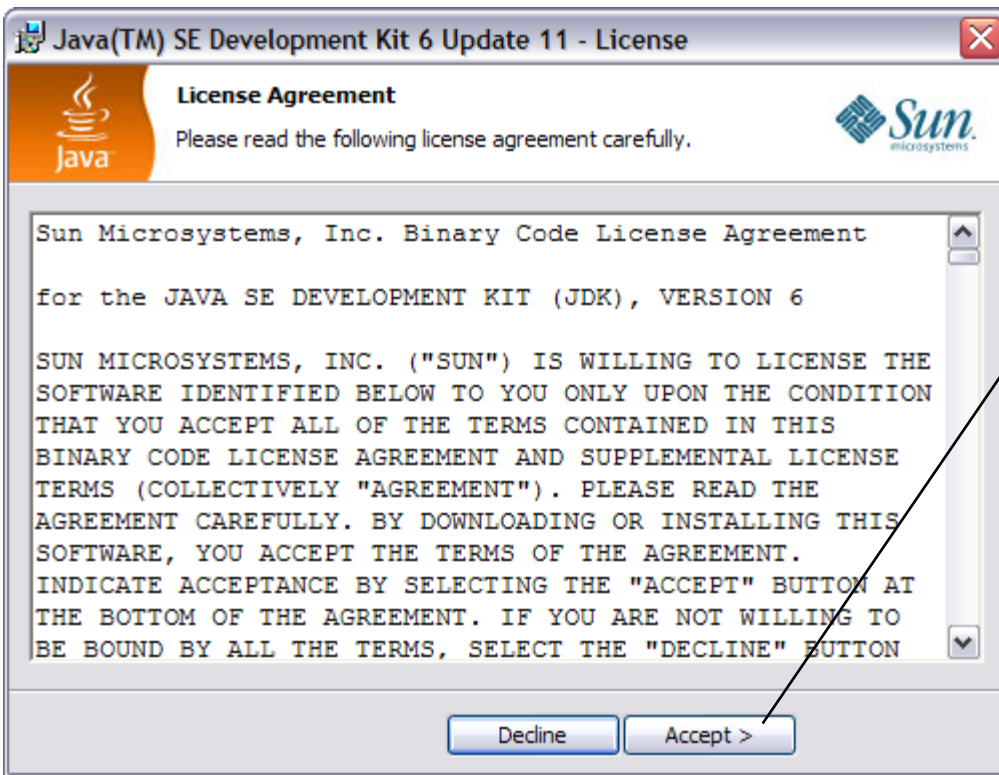 Java(TM) SE Development Kit 6 Update 11 - License
Java
License Agreement
Please read the following license agreement carefully.
Sun
microsystems
Sun Microsystems, Inc. Binary Code License Agreement
for the JAVA SE DEVELOPMENT KIT (JDK), VERSION 6
SUN MICROSYSTEMS, INC. ("SUN") IS WILLING TO LICENSE THE
SOFTWARE IDENTIFIED BELOW TO YOU ONLY UPON THE CONDITION
THAT YOU ACCEPT ALL OF THE TERMS CONTAINED IN THIS
BINARY CODE LICENSE AGREEMENT AND SUPPLEMENTAL LICENSE
TERMS (COLLECTIVELY "AGREEMENT"). PLEASE READ THE
AGREEMENT CAREFULLY. BY DOWNLOADING OR INSTALLING THIS
SOFTWARE, YOU ACCEPT THE TERMS OF THE AGREEMENT.
INDICATE ACCEPTANCE BY SELECTING THE "ACCEPT" BUTTON AT
THE BOTTOM OF THE AGREEMENT. IF YOU ARE NOT WILLING TO
BE BOUND BY ALL THE TERMS, SELECT THE "DECLINE" BUTTON
Decline
Accept >